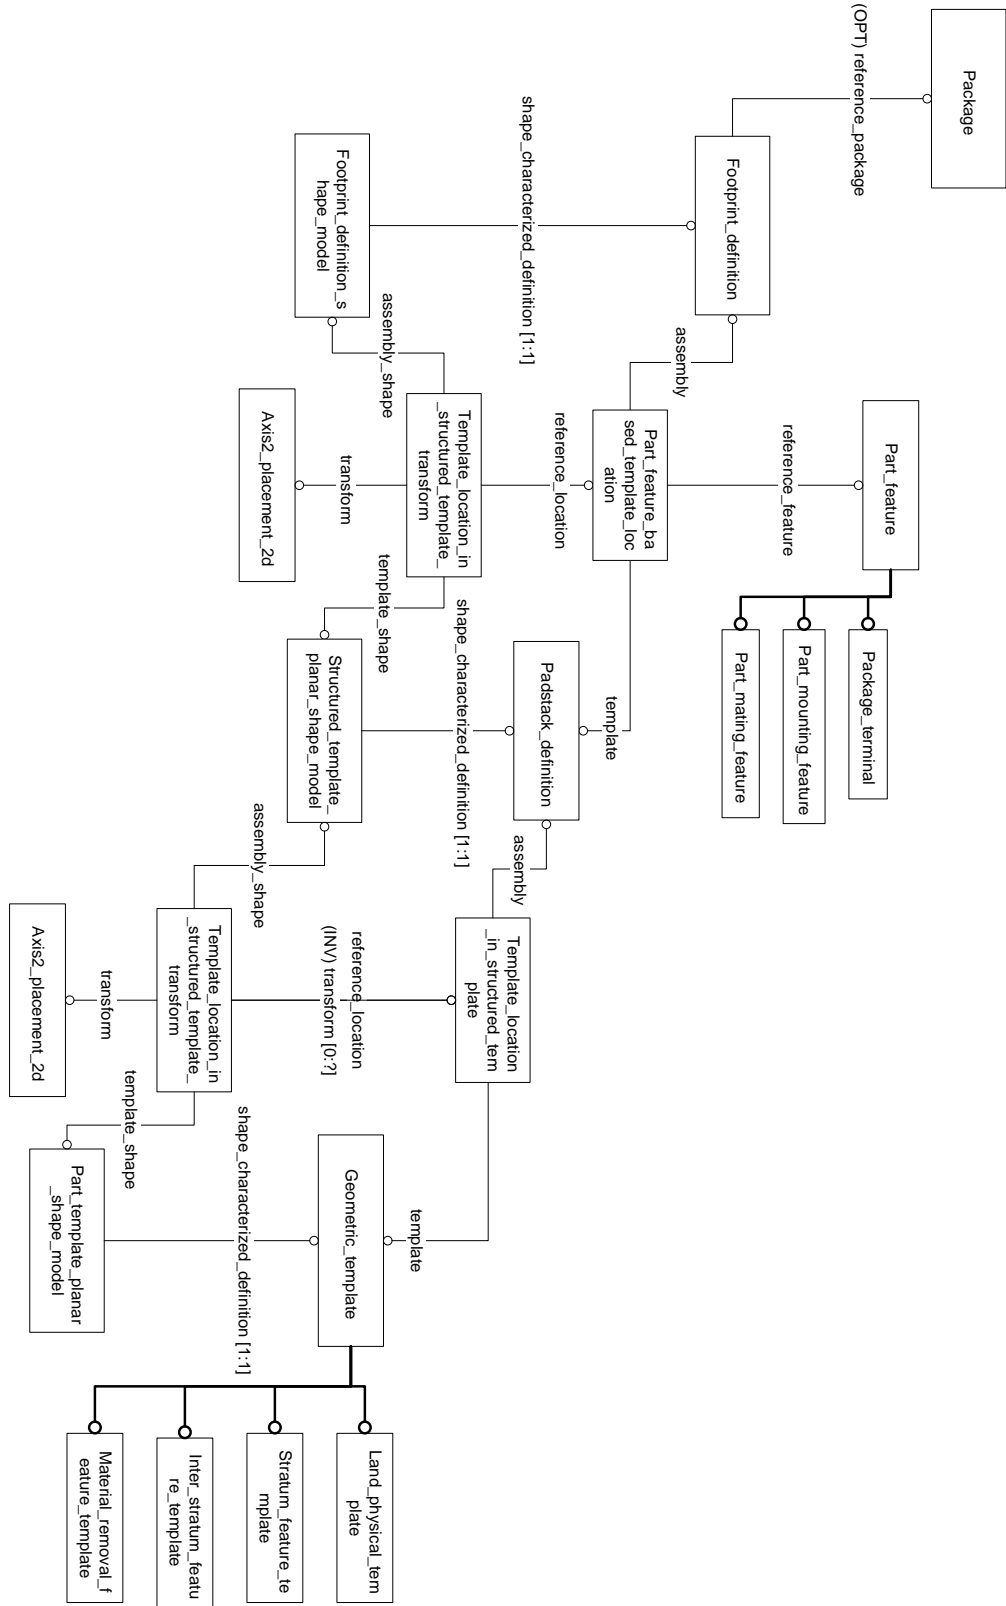 Package
(OPT) reference_package
Footprint_definition
shape_characterized_definition [1:1]
Footprint_definition_s
hape_model
assembly
assembly_shape
Part_feature
reference_feature
Part_feature_ba
sed_template_loc
ation
reference_location
Template_location_in
_structured_template_
transform
transform
Axis2_placement_2d
Package_terminal
Part_mounting_feature
Part_mating_feature
template
Padstack_definition
shape_characterized_definition [1:1]
template_shape
Structured_template_
planar_shape_model
assembly
assembly_shape
Template_location
_in_structured_tem
plate
reference_location
(INV) transform [0:?]
Template_location_in
_structured_template_
transform
transform
Axis2_placement_2d
template
Geometric_template
shape_characterized_definition [1:1]
template_shape
Part_template_planar
_shape_model
Land_physical_tem
plate
Stratum_feature_te
mplate
Inter_stratum_featu
re_template
Material_removal_f
eature_template